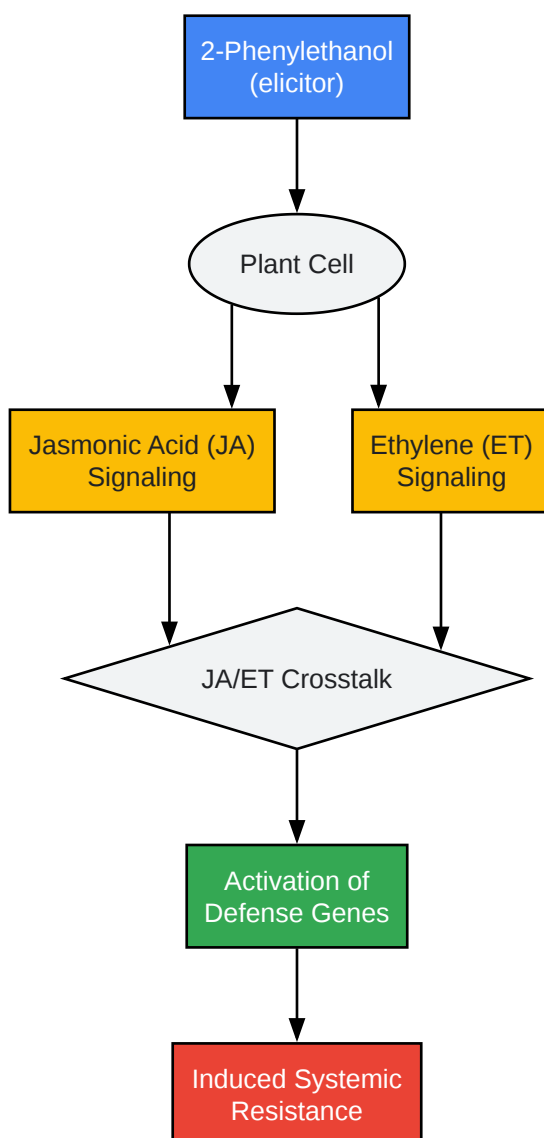 2-Phenylethanol
(elicitor)
Plant Cell
Jasmonic Acid (JA)
Signaling
Ethylene (ET)
Signaling
JA/ET Crosstalk
Activation of
Defense Genes
Induced Systemic
Resistance